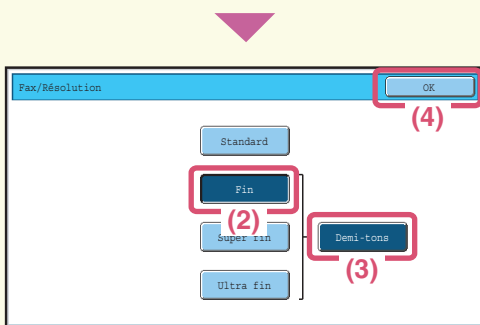 Fax/Résolution
OK
(4)
Standard
Fin
(2)
Super fin
Demi-tons
(3)
Ultra fin